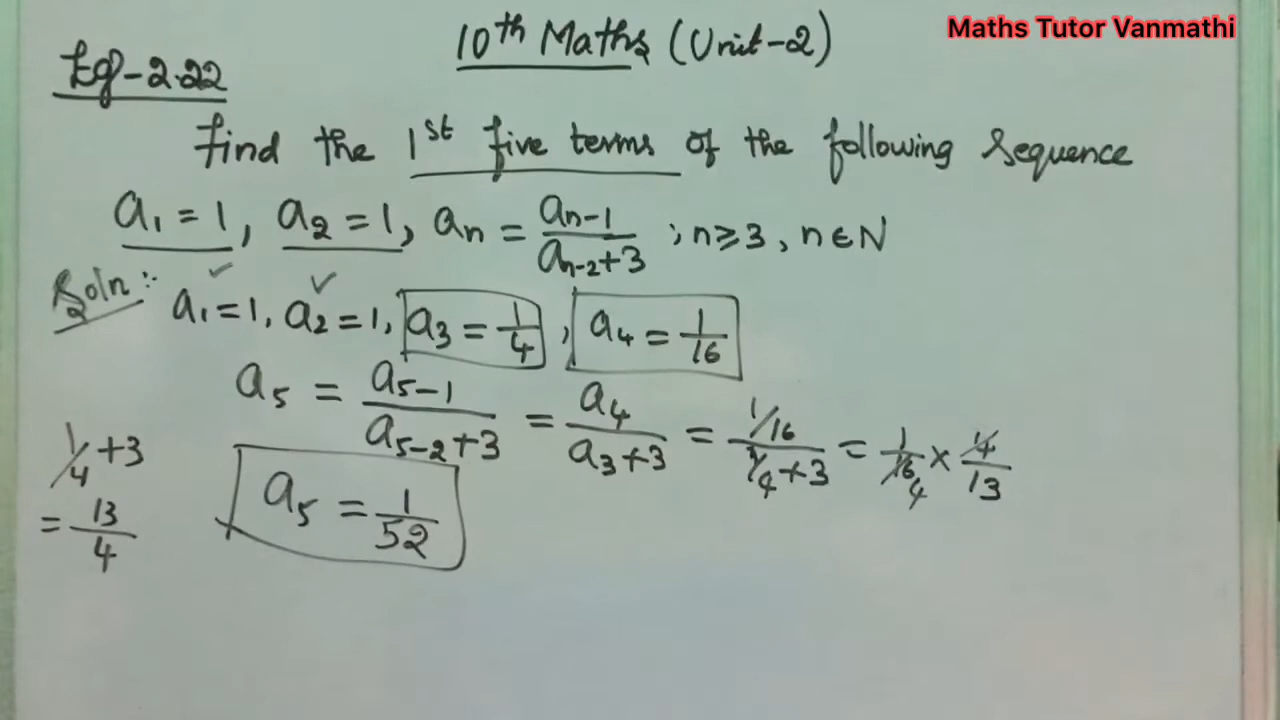 Maths Tutor Vanmathi
10th Maths (Unit-2)
Eg-2.22
Find the 1st five terms of the following Sequence
a₁ = 1, a₂ = 1, aₙ = aₙ₋₁ / aₙ₋₂+3 ; n≥3, n∈N
Soln :-
a₁ = 1, a₂ = 1, a₃ = 1/4, a₄ = 1/16
a₅ = a₅₋₁ / a₅₋₂+3 = a₄ / a₃+3 = 1/16 / 1/4+3 = 1/16 4 × 4/13
1/4 +3
= 13/4
a₅ = 1/52